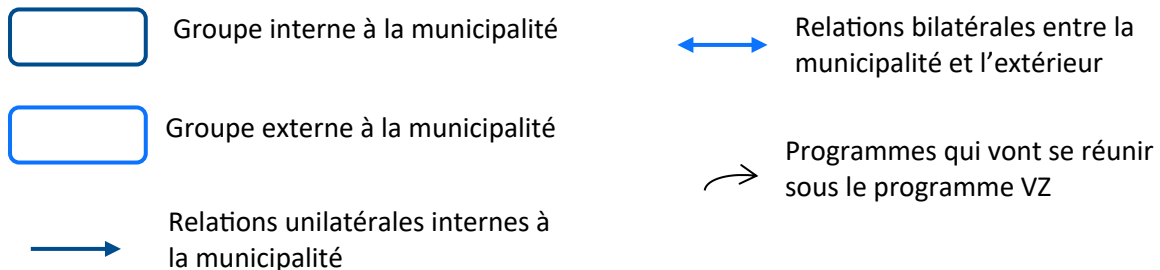 Groupe interne à la municipalité
Groupe externe à la municipalité
Relations unilatérales internes à
la municipalité
Relations bilatérales entre la
municipalité et l’extérieur
Programmes qui vont se réunir
sous le programme VZ